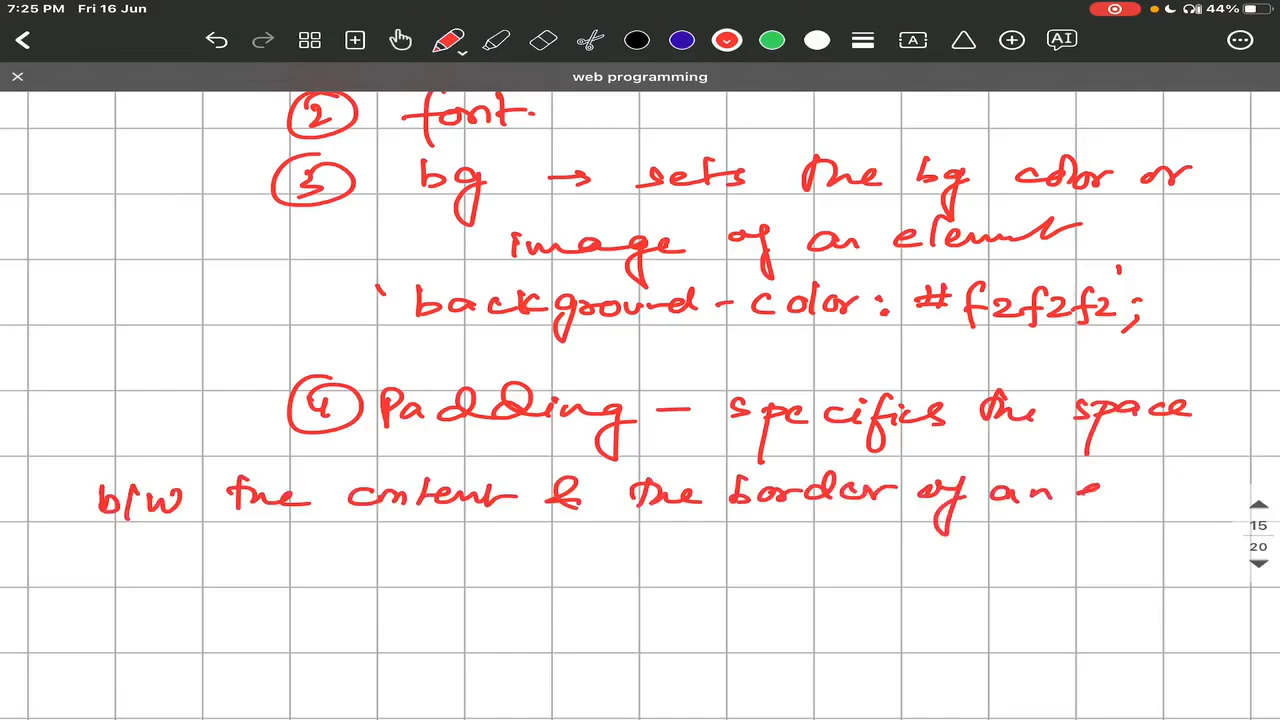 7:25 PM Fri 16 Jun 44%
A AI
web programming
2 font.
3 bg → sets the bg color or
image of an element
'background-color: #f2f2f2';
4 Padding - specifies the space
b/w the content & the border of an
15
20